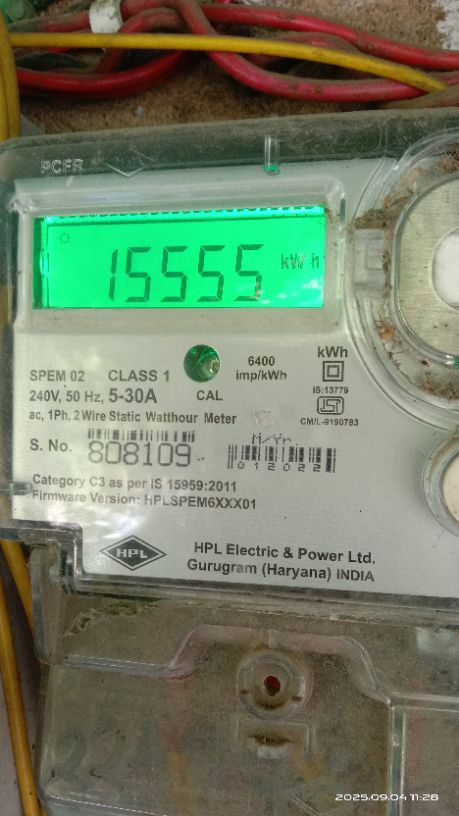 PCFR
15555 kWh
SPEM 02 CLASS 1 6400 imp/kWh kWh
240V, 50 Hz, 5-30A CAL IS:13779
ac, 1Ph, 2 Wire Static Watthour Meter CM/L-9190783
S. No. 808109 M/Yr. 012022
Category C3 as per IS 15959:2011
Firmware Version: HPLSPEM6XXX01
HPL
HPL Electric & Power Ltd.
Gurugram (Haryana) INDIA
2025.09.04 11:28